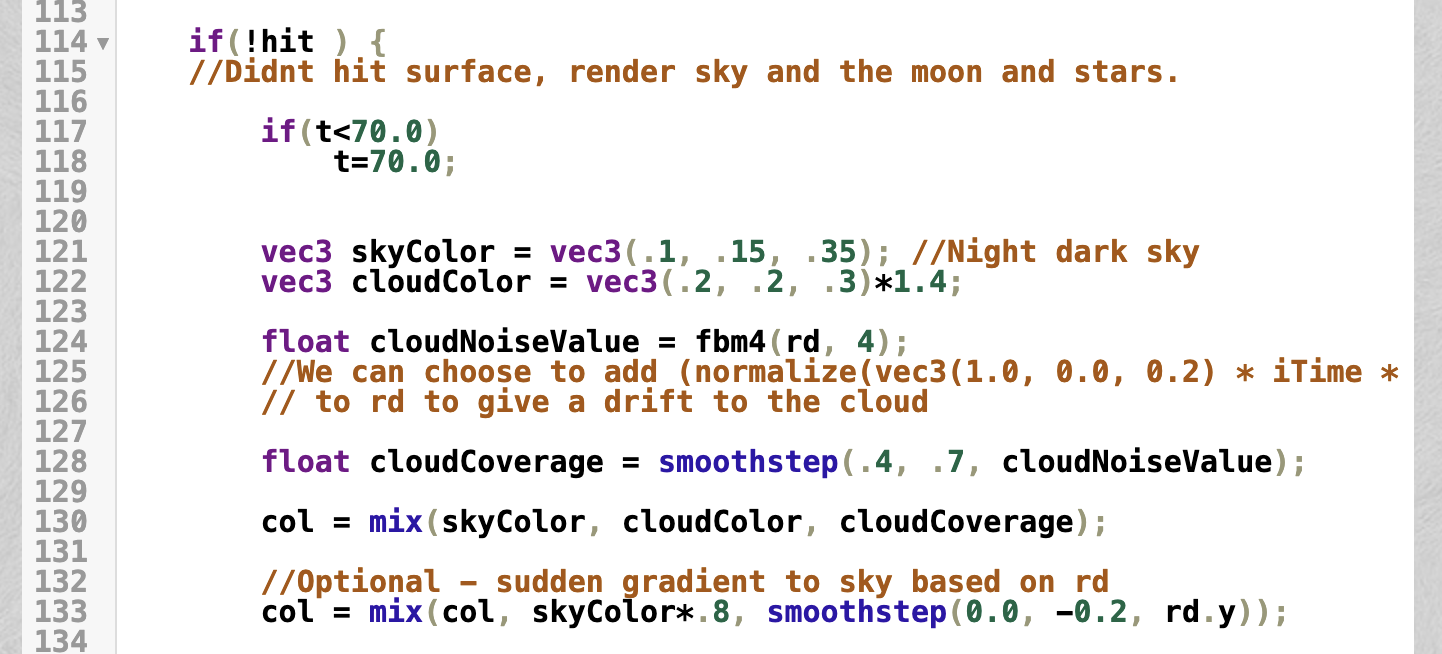 113
114 ▼ if(!hit ) {
115 //Didnt hit surface, render sky and the moon and stars.
116
117 if(t<70.0)
118 t=70.0;
119
120
121 vec3 skyColor = vec3(.1, .15, .35); //Night dark sky
122 vec3 cloudColor = vec3(.2, .2, .3)*1.4;
123
124 float cloudNoiseValue = fbm4(rd, 4);
125 //We can choose to add (normalize(vec3(1.0, 0.0, 0.2) * iTime *
126 // to rd to give a drift to the cloud
127
128 float cloudCoverage = smoothstep(.4, .7, cloudNoiseValue);
129
130 col = mix(skyColor, cloudColor, cloudCoverage);
131
132 //Optional - sudden gradient to sky based on rd
133 col = mix(col, skyColor*.8, smoothstep(0.0, -0.2, rd.y));
134